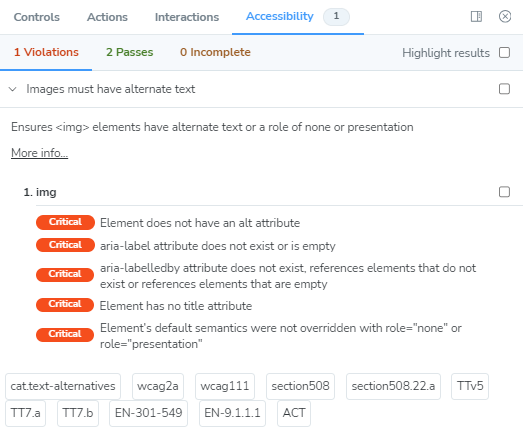 Controls Actions Interactions Accessibility 1
1 Violations 2 Passes 0 Incomplete Highlight results
Images must have alternate text
Ensures <img> elements have alternate text or a role of none or presentation
More info...
1. img
Critical Element does not have an alt attribute
Critical aria-label attribute does not exist or is empty
Critical aria-labelledby attribute does not exist, references elements that do not
exist or references elements that are empty
Critical Element has no title attribute
Critical Element's default semantics were not overridden with role="none" or
role="presentation"
cat.text-alternatives wcag2a wcag111 section508 section508.22.a TTv5
TT7.a TT7.b EN-301-549 EN-9.1.1.1 ACT